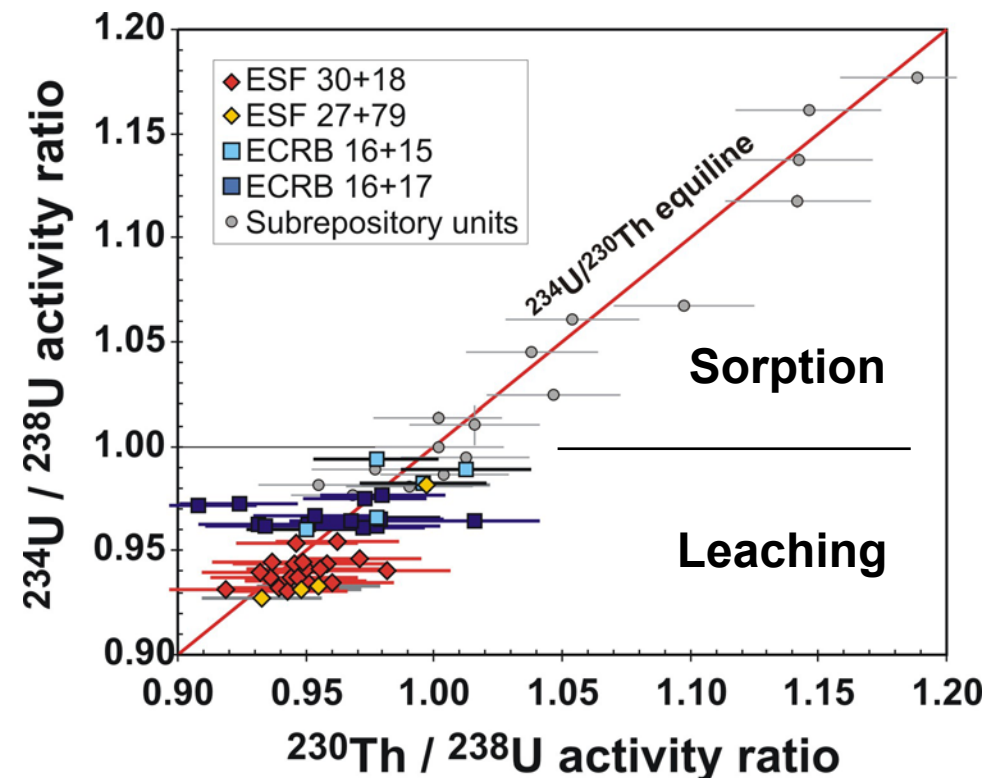 1.20
1.15
1.10
1.05
1.00
0.95
0.90
²³⁴U / ²³⁸U activity ratio
ESF 30+18
ESF 27+79
ECRB 16+15
ECRB 16+17
Subrepository units
²³⁴U/²³⁰Th equiline
Sorption
Leaching
0.90 0.95 1.00 1.05 1.10 1.15 1.20
²³⁰Th / ²³⁸U activity ratio